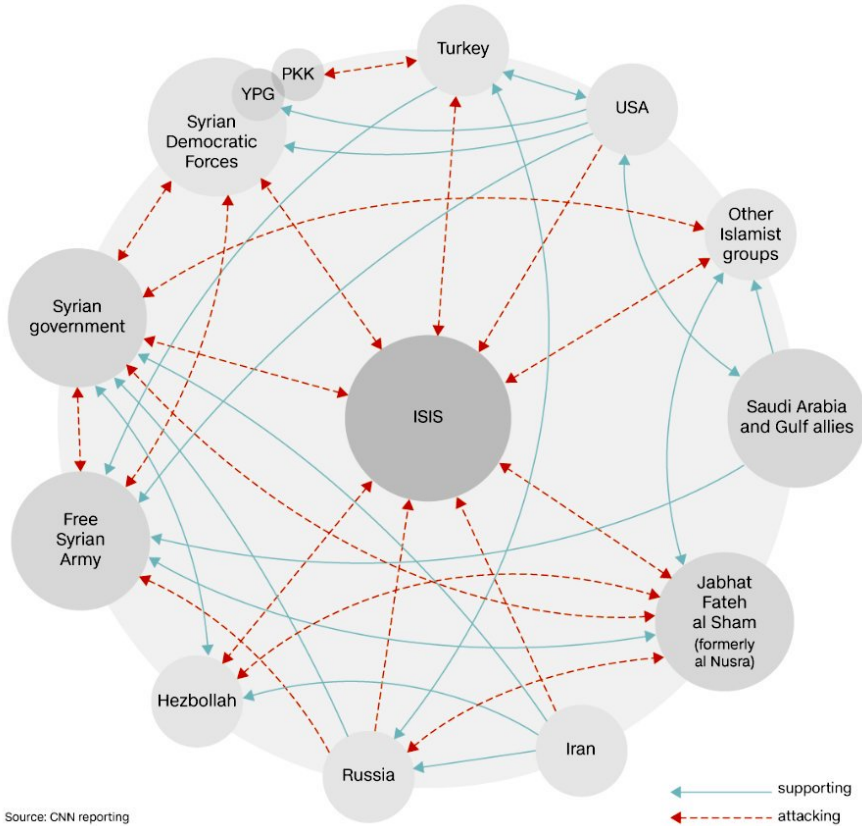 Turkey
PKK
YPG
USA
Syrian
Democratic
Forces
Other
Islamist
groups
Syrian
government
ISIS
Saudi Arabia
and Gulf allies
Free
Syrian
Army
Jabhat
Fateh
al Sham
(formerly
al Nusra)
Hezbollah
Iran
Russia
supporting
attacking
Source: CNN reporting